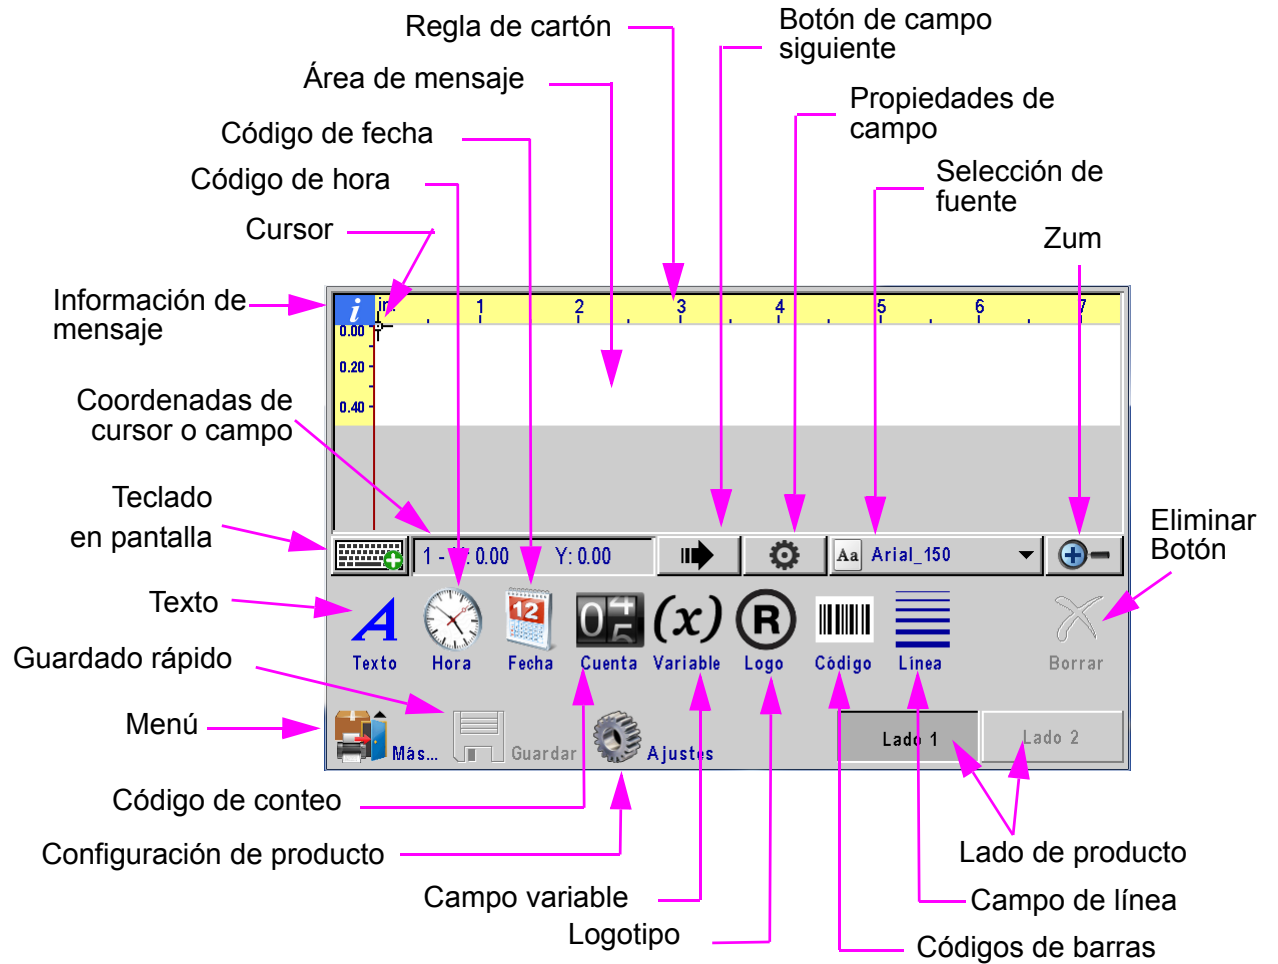 Regla de cartón
Botón de campo
siguiente
Área de mensaje
Propiedades de
campo
Código de fecha
Código de hora
Selección de
fuente
Cursor
Zum
Información de
mensaje
i in. 1 2 3 4 5 6 7
0.00
0.20
0.40
Coordenadas de
cursor o campo
Teclado
en pantalla
Eliminar
Botón
1 - X: 0.00 Y: 0.00
Aa Arial_150
Texto
A 12 04 5 (x) R
Texto Hora Fecha Cuenta Variable Logo Código Línea Borrar
Guardado rápido
Menú
Más... Guardar Ajustes Lado 1 Lado 2
Código de conteo
Configuración de producto
Lado de producto
Campo variable
Campo de línea
Logotipo
Códigos de barras